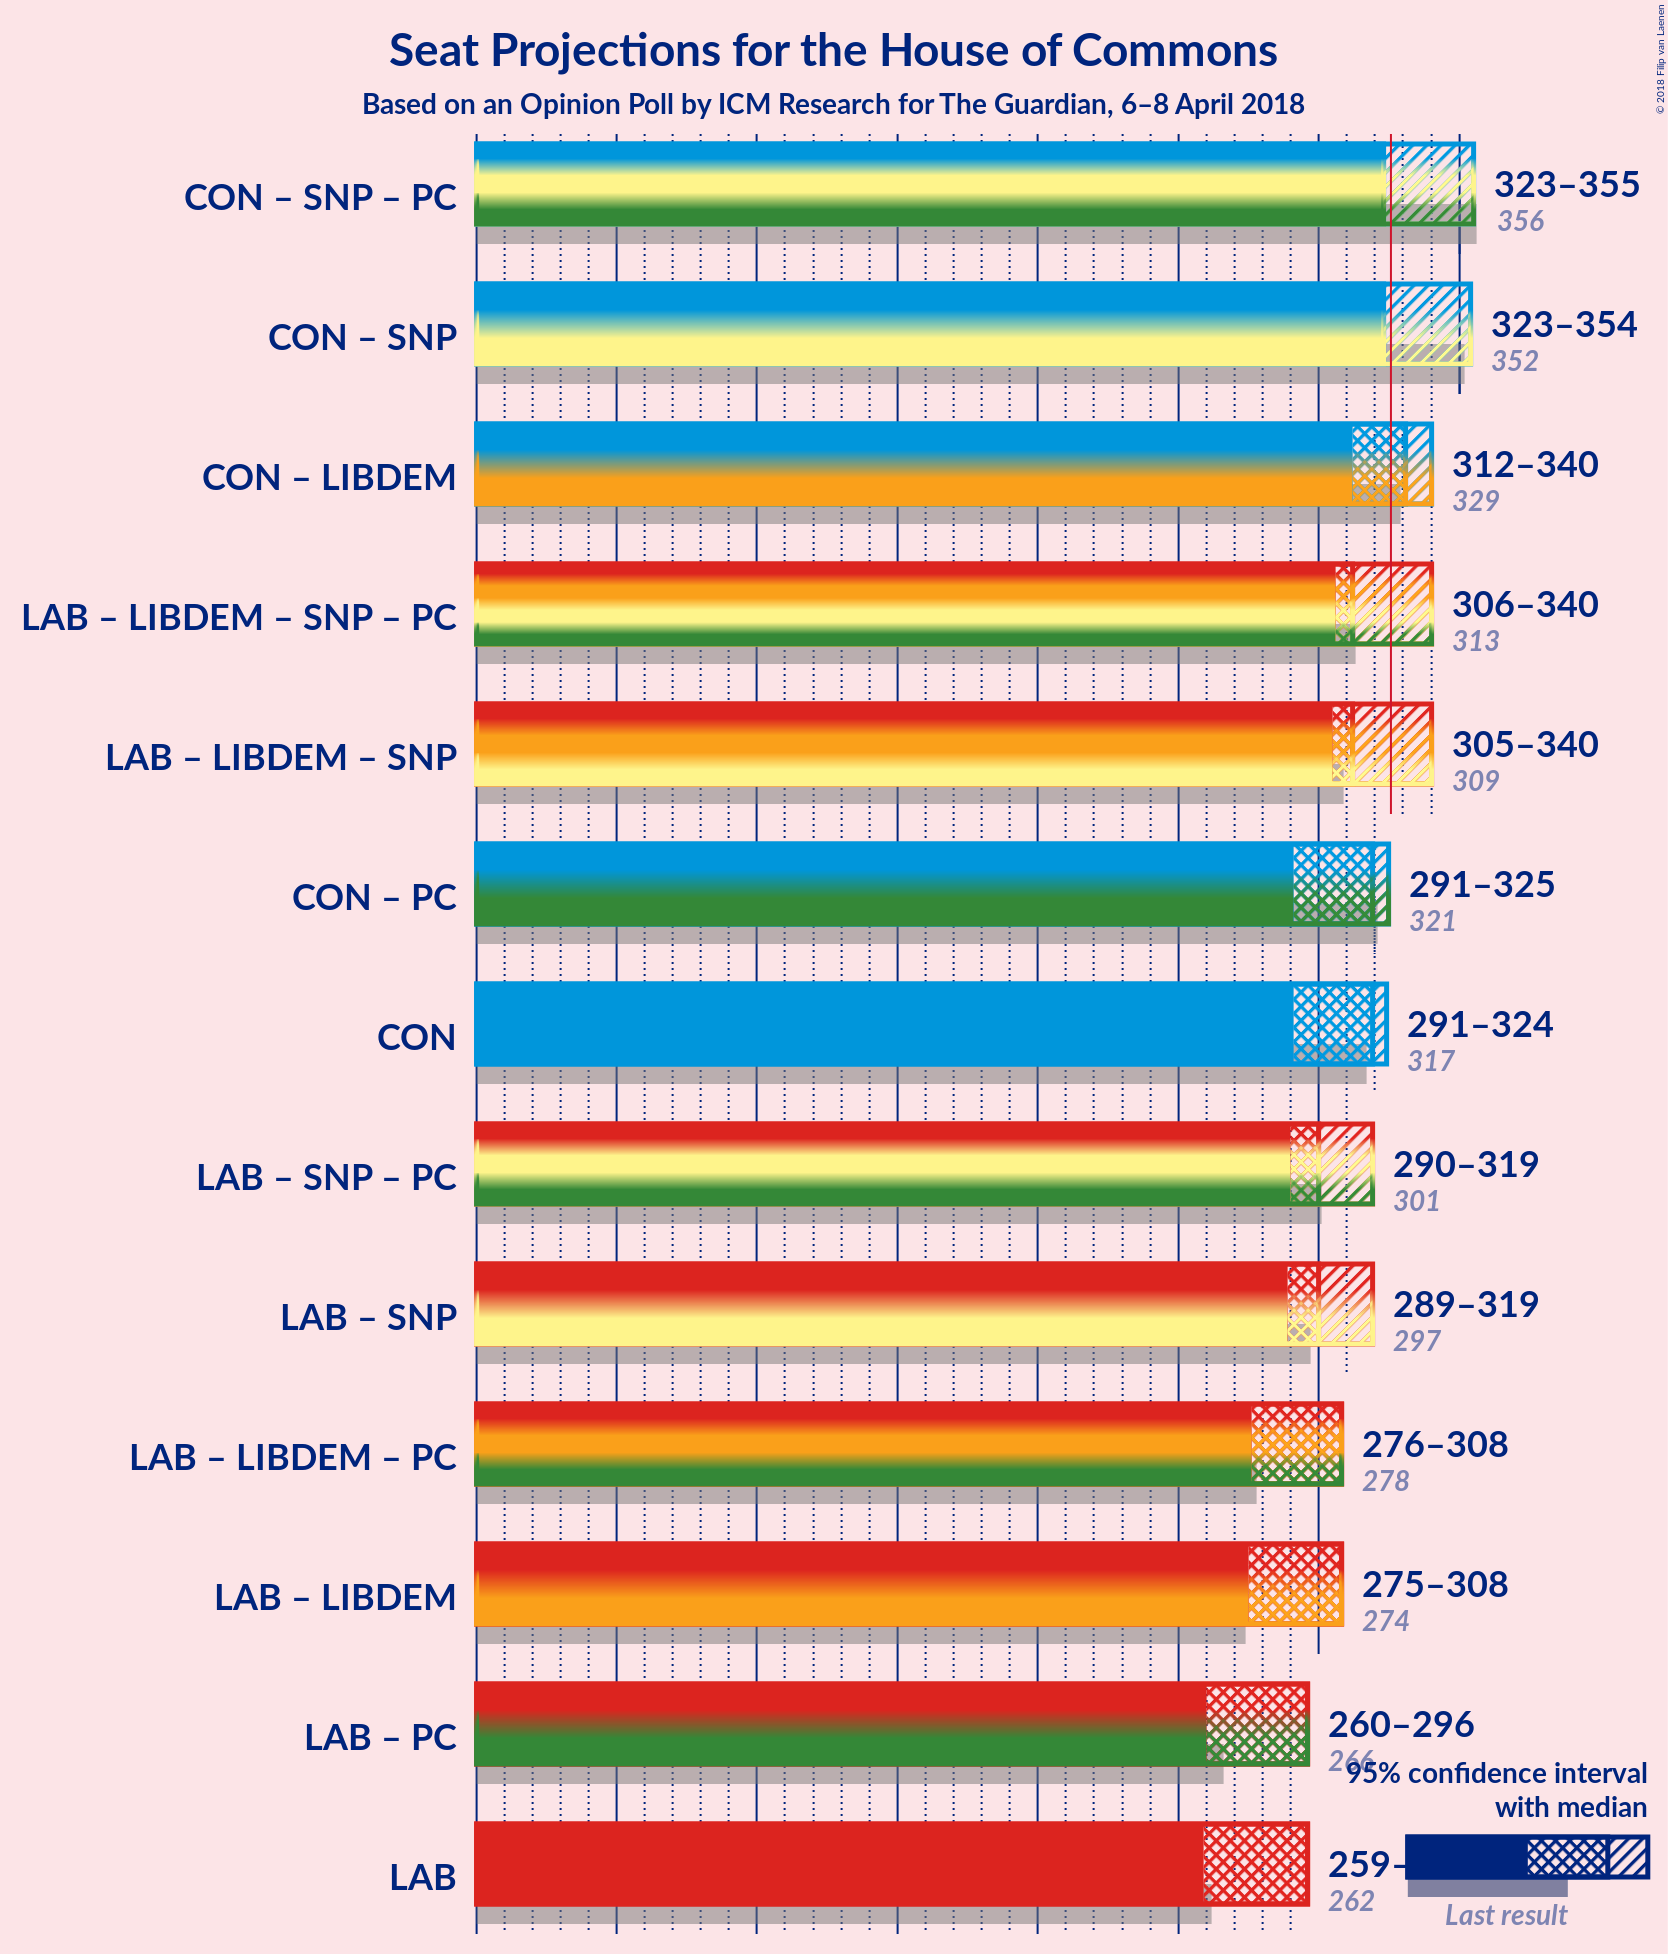 Seat Projections for the House of Commons
Based on an Opinion Poll by ICM Research for The Guardian, 6–8 April 2018
© 2018 Filip van Laenen
CON – SNP – PC
323–355
356
CON – SNP
323–354
352
CON – LIBDEM
312–340
329
LAB – LIBDEM – SNP – PC
306–340
313
LAB – LIBDEM – SNP
305–340
309
CON – PC
291–325
321
CON
291–324
317
LAB – SNP – PC
290–319
301
LAB – SNP
289–319
297
LAB – LIBDEM – PC
276–308
278
LAB – LIBDEM
275–308
274
LAB – PC
260–296
266
LAB
259–
262
95% confidence interval
with median
Last result